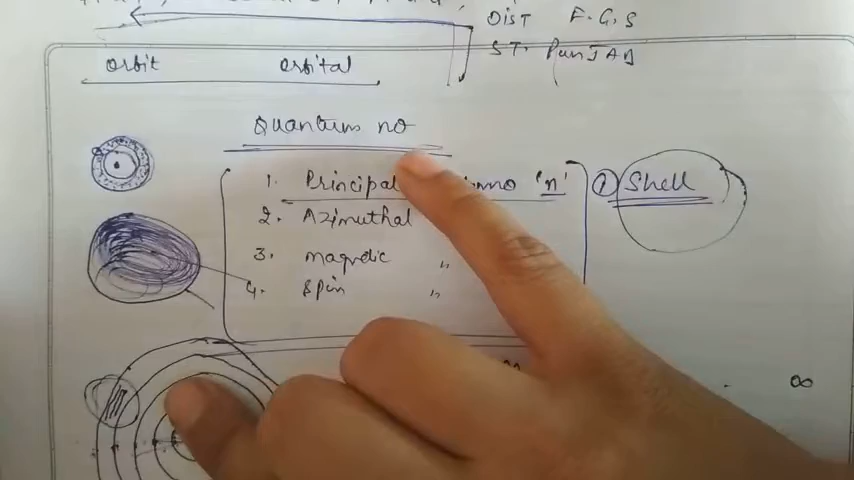 Dist F.G.S
ST. PunJAB
orbit orbital
Quantum no
1. Principal no 'n'
① Shell
2. Azimuthal
3. magnetic "
4. Spin "
∞